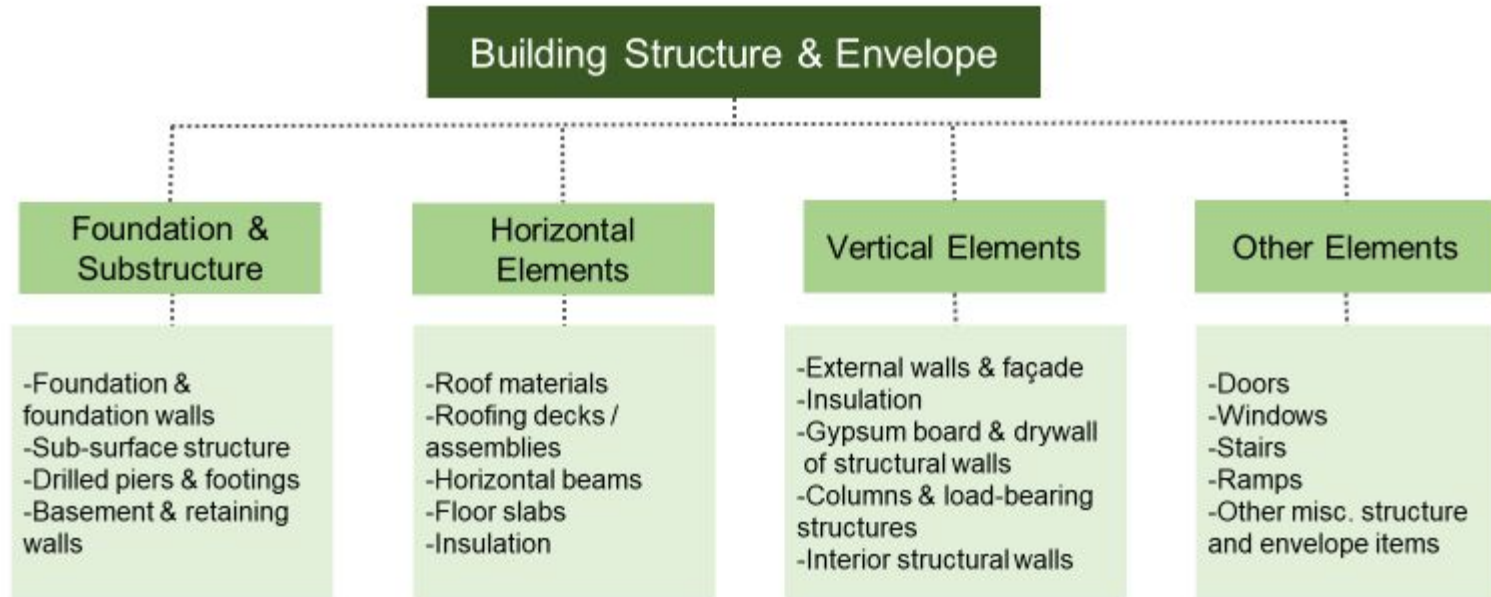 Building Structure & Envelope
Foundation &
Substructure
-Foundation &
foundation walls
-Sub-surface structure
-Drilled piers & footings
-Basement & retaining
walls
Horizontal
Elements
-Roof materials
-Roofing decks /
assemblies
-Horizontal beams
-Floor slabs
-Insulation
Vertical Elements
-External walls & façade
-Insulation
-Gypsum board & drywall
of structural walls
-Columns & load-bearing
structures
-Interior structural walls
Other Elements
-Doors
-Windows
-Stairs
-Ramps
-Other misc. structure
and envelope items